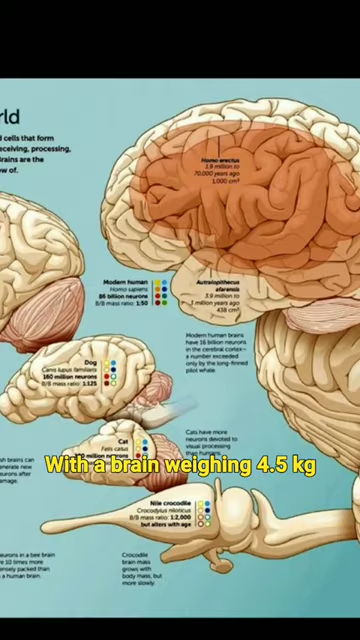 rld
d cells that form
eceiving, processing,
Brains are the
ow of.
Homo erectus
1.9 million to
70,000 years ago
1,000 cm³
Modern human
Homo sapiens
86 billion neurons
B/B mass ratio: 1:50
Australopithecus
afarensis
3.9 million to
3 million years ago
438 cm³
Modern human brains
have 16 billion neurons
in the cerebral cortex—
a number exceeded
only by the long-finned
pilot whale.
Dog
Canis lupus familiaris
160 million neurons
B/B mass ratio: 1:125
Cat
Felis catus
million neurons
Cats have more
neurons devoted to
visual processing
than humans.
sh brains can
enerate new
eurons after
amage.
With a brain weighing 4.5 kg
Nile crocodile
Crocodylus niloticus
B/B mass ratio: 1:2,000
but alters with age
eurons in a bee brain
re 10 times more
ensely packed than
a human brain.
Crocodile
brain mass
grows with
body mass, but
more slowly.